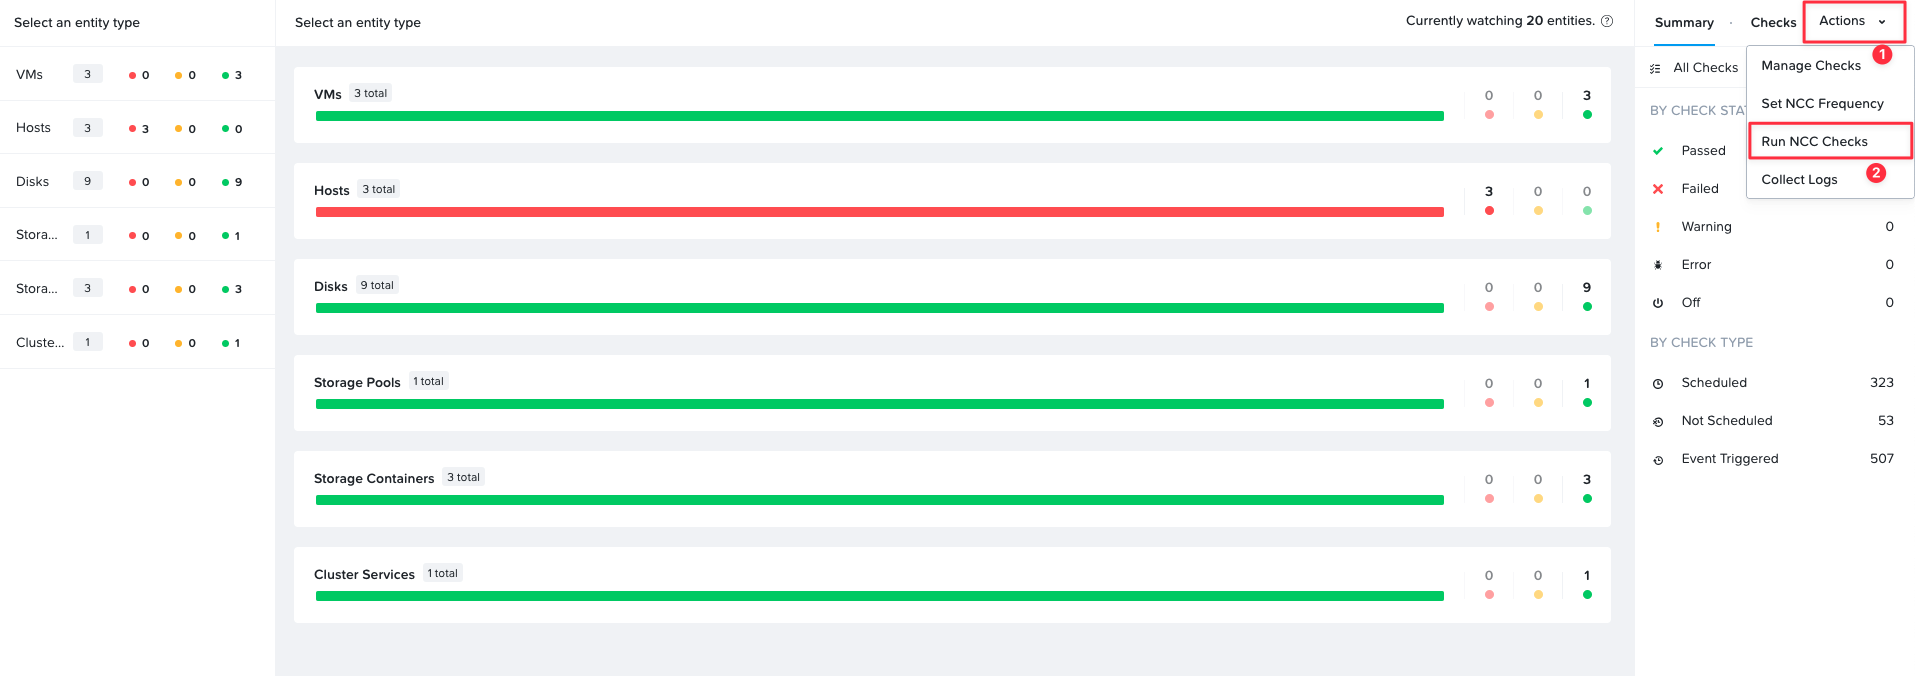 Select an entity type
VMs 3 0 0 3
Hosts 3 3 0 0
Disks 9 0 0 9
Stora... 1 0 0 1
Stora... 3 0 0 3
Cluste... 1 0 0 1
Select an entity type
Currently watching 20 entities. ?
VMs 3 total 0 0 3
Hosts 3 total 3 0 0
Disks 9 total 0 0 9
Storage Pools 1 total 0 0 1
Storage Containers 3 total 0 0 3
Cluster Services 1 total 0 0 1
Summary · Checks Actions
1
Manage Checks
Set NCC Frequency
Run NCC Checks
2
Collect Logs
All Checks
BY CHECK STAT
Passed
Failed
Warning 0
Error 0
Off 0
BY CHECK TYPE
Scheduled 323
Not Scheduled 53
Event Triggered 507